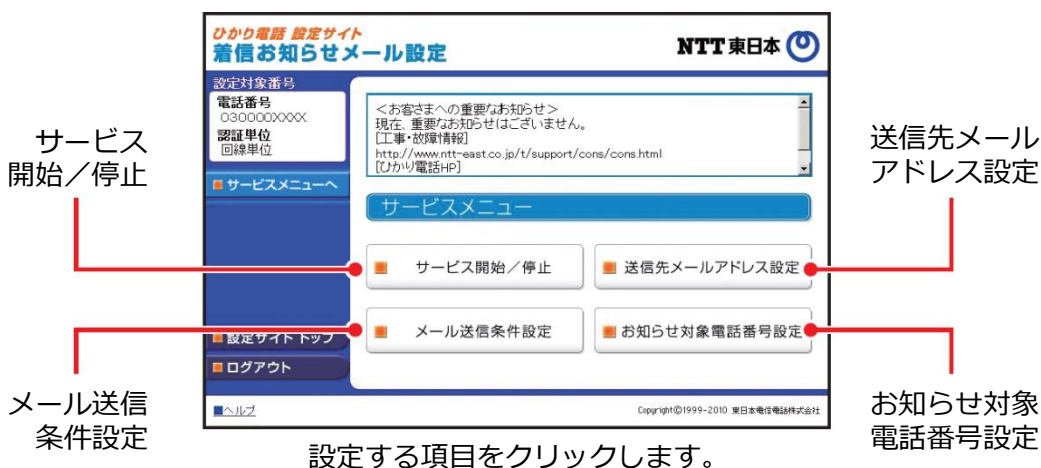 ひかり電話 設定サイト
着信お知らせメール設定
NTT東日本
設定対象番号
電話番号
030000XXXX
認証単位
回線単位
サービスメニューへ
設定サイト トップ
ログアウト
<お客さまへの重要なお知らせ>
現在、重要なお知らせはございません。
[工事・故障情報]
http://www.ntt-east.co.jp/t/support/cons/cons.html
[ひかり電話HP]
サービスメニュー
サービス開始／停止
送信先メールアドレス設定
メール送信条件設定
お知らせ対象電話番号設定
ヘルプ
Copyright©1999-2010 東日本電信電話株式会社
サービス
開始／停止
送信先メール
アドレス設定
メール送信
条件設定
お知らせ対象
電話番号設定
設定する項目をクリックします。